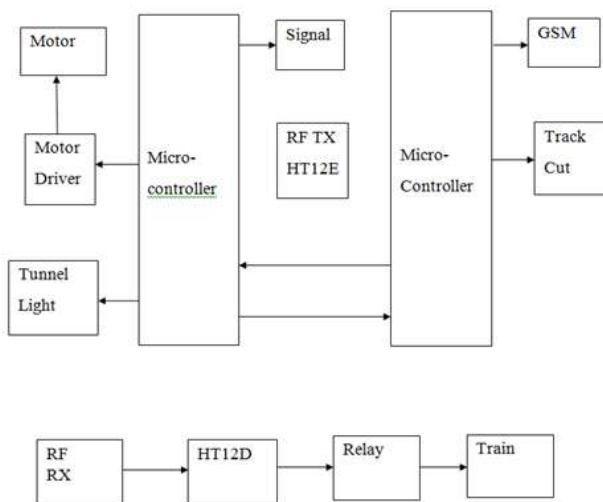 Motor
Signal
GSM
Motor
Driver
Micro-
controller
RF TX
HT12E
Micro-
Controller
Track
Cut
Tunnel
Light
RF
RX
HT12D
Relay
Train